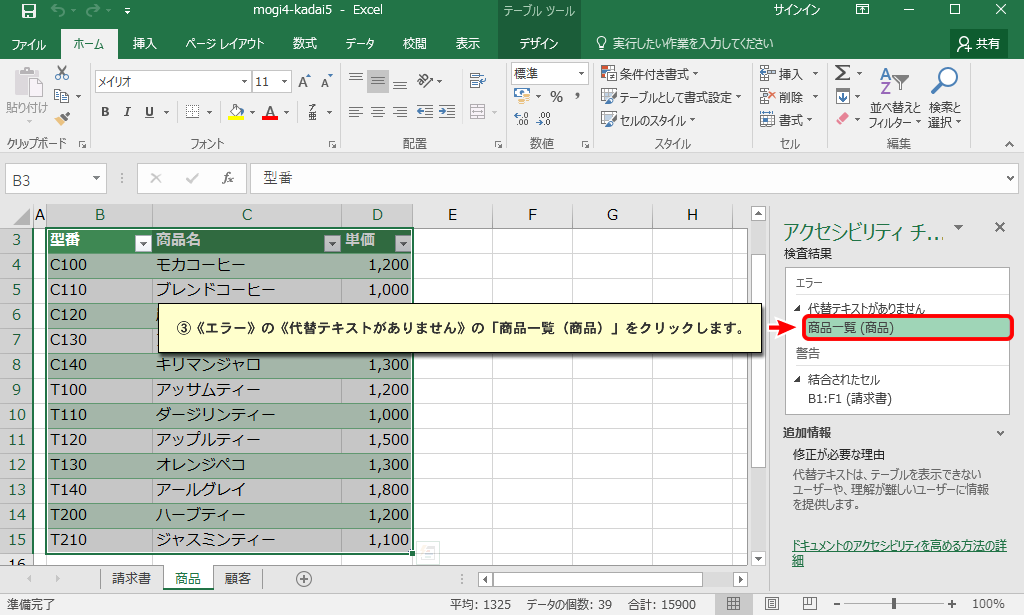 mogi4-kadai5 - Excel
テーブル ツール
サインイン
ファイル ホーム 挿入 ページ レイアウト 数式 データ 校閲 表示 デザイン 実行したい作業を入力してください 共有
貼り付け
クリップボード
メイリオ 11
B I U
フォント
配置
標準
% ,
数値
条件付き書式
テーブルとして書式設定
セルのスタイル
スタイル
挿入
削除
書式
セル
並べ替えと
フィルター
検索と
選択
編集
B3 fx 型番
A B C D E F G H
3 型番 商品名 単価
4 C100 モカコーヒー 1,200
5 C110 ブレンドコーヒー 1,000
6 C120
7 C130
8 C140 キリマンジャロ 1,300
9 T100 アッサムティー 1,200
10 T110 ダージリンティー 1,000
11 T120 アップルティー 1,500
12 T130 オレンジペコ 1,300
13 T140 アールグレイ 1,800
14 T200 ハーブティー 1,200
15 T210 ジャスミンティー 1,100
16
③《エラー》の《代替テキストがありません》の「商品一覧（商品）」をクリックします。
アクセシビリティ チ...
検査結果
エラー
代替テキストがありません
商品一覧 (商品)
警告
結合されたセル
B1:F1 (請求書)
追加情報
修正が必要な理由
代替テキストは、テーブルを表示できない
ユーザーや、理解が難しいユーザーに情報
を提供します。
ドキュメントのアクセシビリティを高める方法の詳
細
請求書 商品 顧客
準備完了 平均: 1325 データの個数: 39 合計: 15900 100%